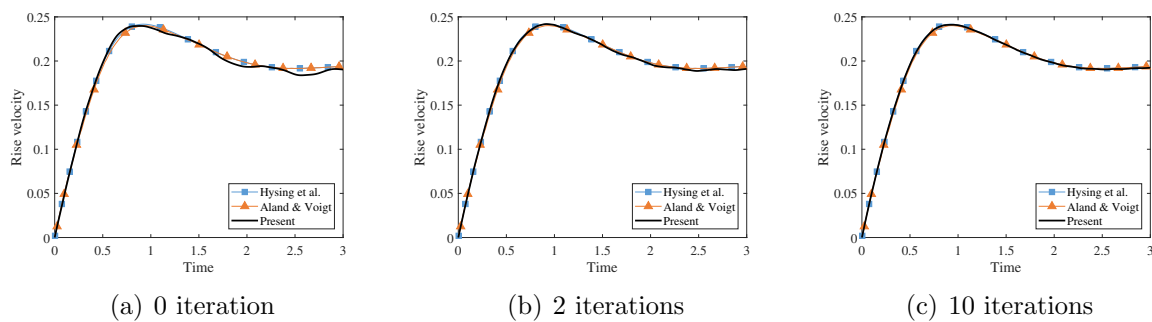 0.25
0.2
0.15
0.1
0.05
0
Rise velocity
Hysing et al.
Aland & Voigt
Present
0 0.5 1 1.5 2 2.5 3
Time
(a) 0 iteration
0.25
0.2
0.15
0.1
0.05
0
Rise velocity
Hysing et al.
Aland & Voigt
Present
0 0.5 1 1.5 2 2.5 3
Time
(b) 2 iterations
0.25
0.2
0.15
0.1
0.05
0
Rise velocity
Hysing et al.
Aland & Voigt
Present
0 0.5 1 1.5 2 2.5 3
Time
(c) 10 iterations